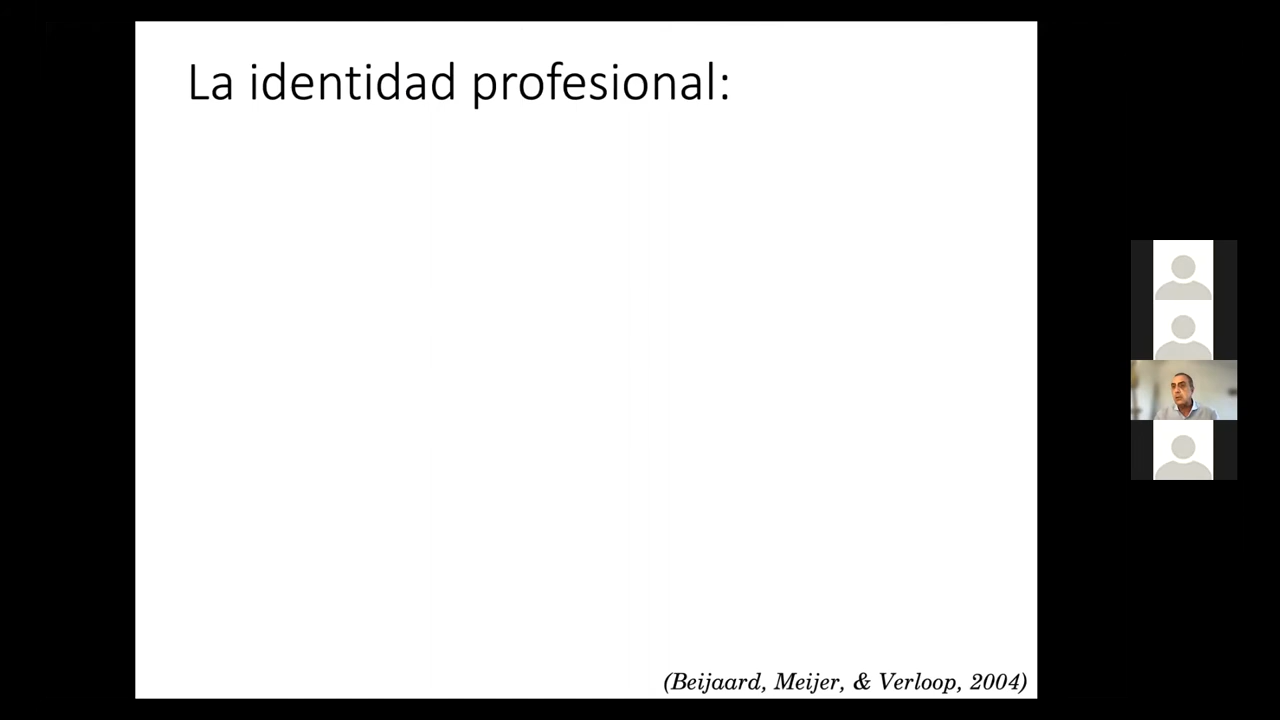 La identidad profesional:
(Beijaard, Meijer, & Verloop, 2004)